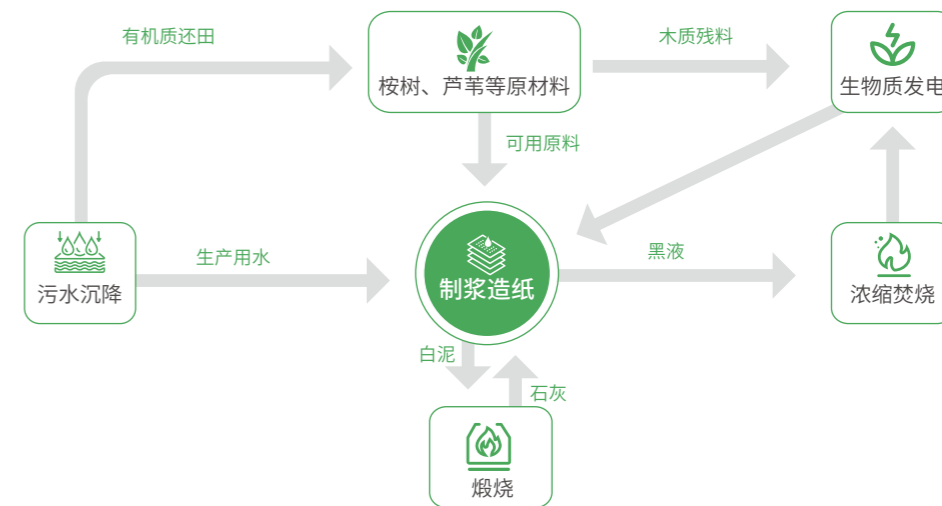 有机质还田
木质残料
桉树、芦苇等原材料
生物质发电
可用原料
生产用水
黑液
污水沉降
制浆造纸
浓缩焚烧
白泥
石灰
煅烧